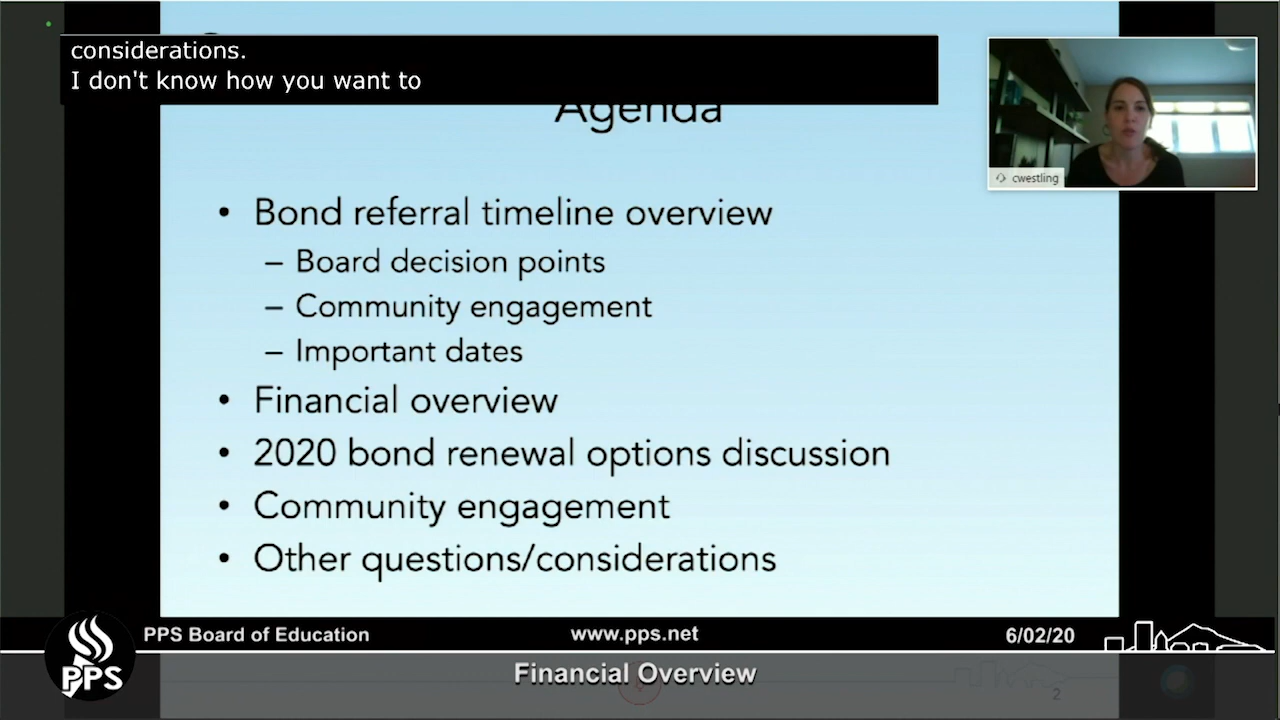 considerations.
I don't know how you want to
Agenda
cwestling
• Bond referral timeline overview
– Board decision points
– Community engagement
– Important dates
• Financial overview
• 2020 bond renewal options discussion
• Community engagement
• Other questions/considerations
PPS Board of Education www.pps.net 6/02/20
PPS
Financial Overview
2